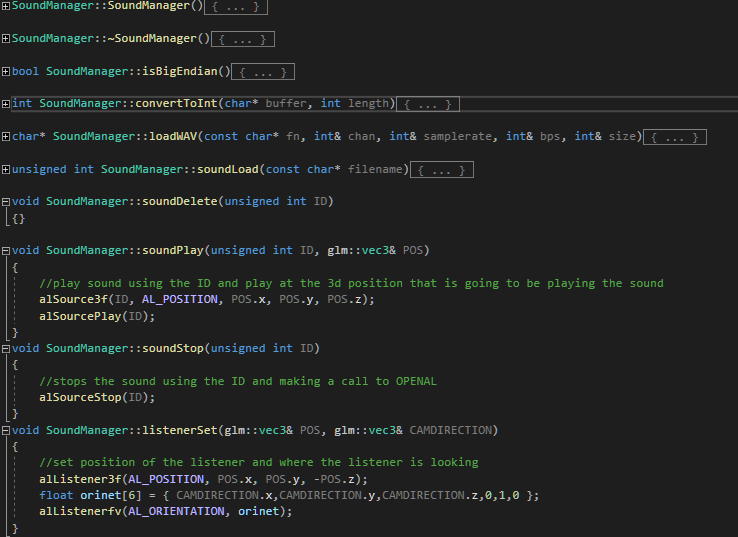 SoundManager::SoundManager() { ... }
SoundManager::~SoundManager() { ... }
bool SoundManager::isBigEndian() { ... }
int SoundManager::convertToInt(char* buffer, int length) { ... }
char* SoundManager::loadWAV(const char* fn, int& chan, int& samplerate, int& bps, int& size) { ... }
unsigned int SoundManager::soundLoad(const char* filename) { ... }
void SoundManager::soundDelete(unsigned int ID)
{}
void SoundManager::soundPlay(unsigned int ID, glm::vec3& POS)
{
//play sound using the ID and play at the 3d position that is going to be playing the sound
alSource3f(ID, AL_POSITION, POS.x, POS.y, POS.z);
alSourcePlay(ID);
}
void SoundManager::soundStop(unsigned int ID)
{
//stops the sound using the ID and making a call to OPENAL
alSourceStop(ID);
}
void SoundManager::listenerSet(glm::vec3& POS, glm::vec3& CAMDIRECTION)
{
//set position of the listener and where the listener is looking
alListener3f(AL_POSITION, POS.x, POS.y, -POS.z);
float orinet[6] = { CAMDIRECTION.x,CAMDIRECTION.y,CAMDIRECTION.z,0,1,0 };
alListenerfv(AL_ORIENTATION, orinet);
}